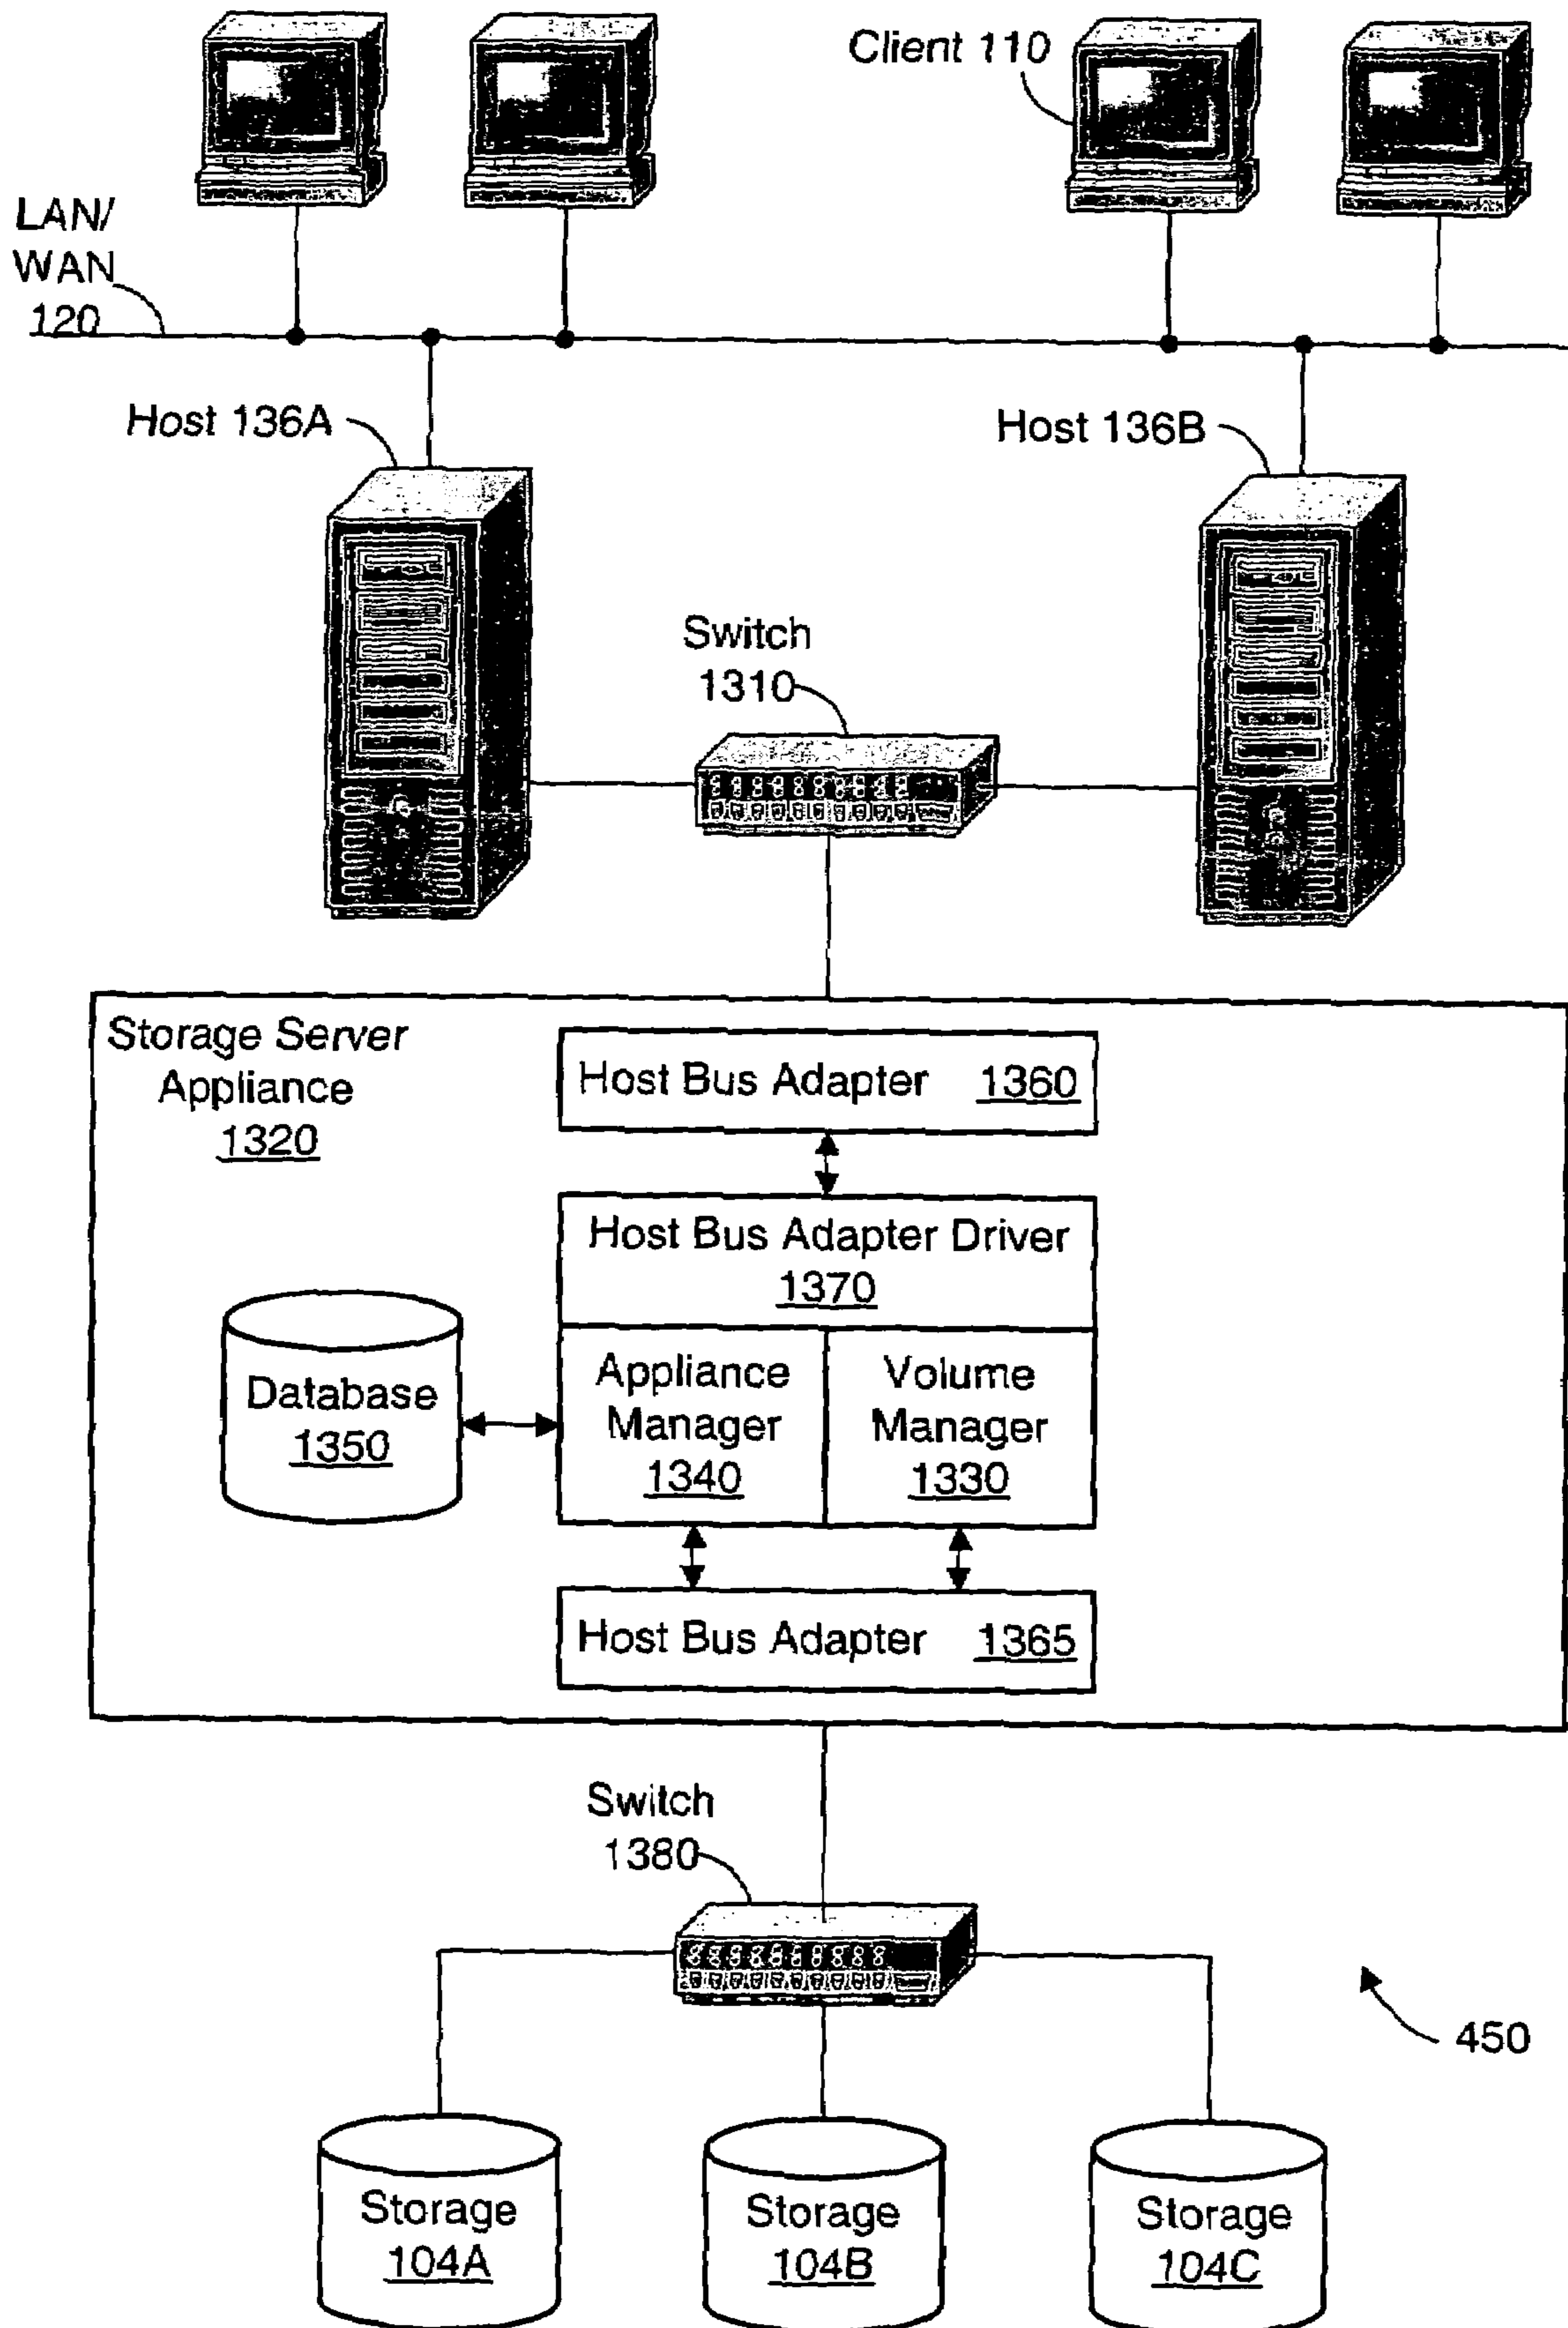 Client 110
LAN/
WAN
120
Host 136A
Host 136B
Switch
1310
Storage Server
Appliance
1320
Host Bus Adapter 1360
Host Bus Adapter Driver
1370
Database
1350
Appliance
Manager
1340
Volume
Manager
1330
Host Bus Adapter 1365
Switch
1380
450
Storage
104A
Storage
104B
Storage
104C